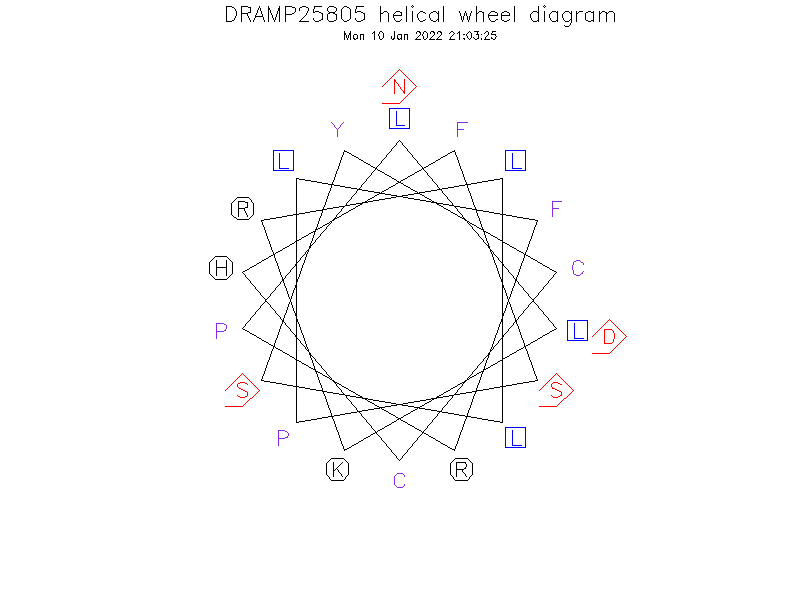 DRAMP25805 helical wheel diagram
Mon 10 Jan 2022 21:03:25
N
L
Y F
L L
R F
H C
P L D
S S
P L
K R
C